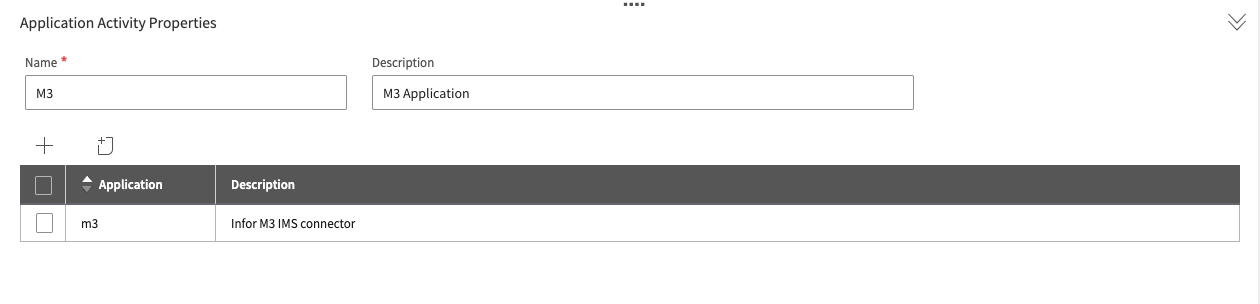 Application Activity Properties
Name * Description
M3 M3 Application
Application Description
m3 Infor M3 IMS connector